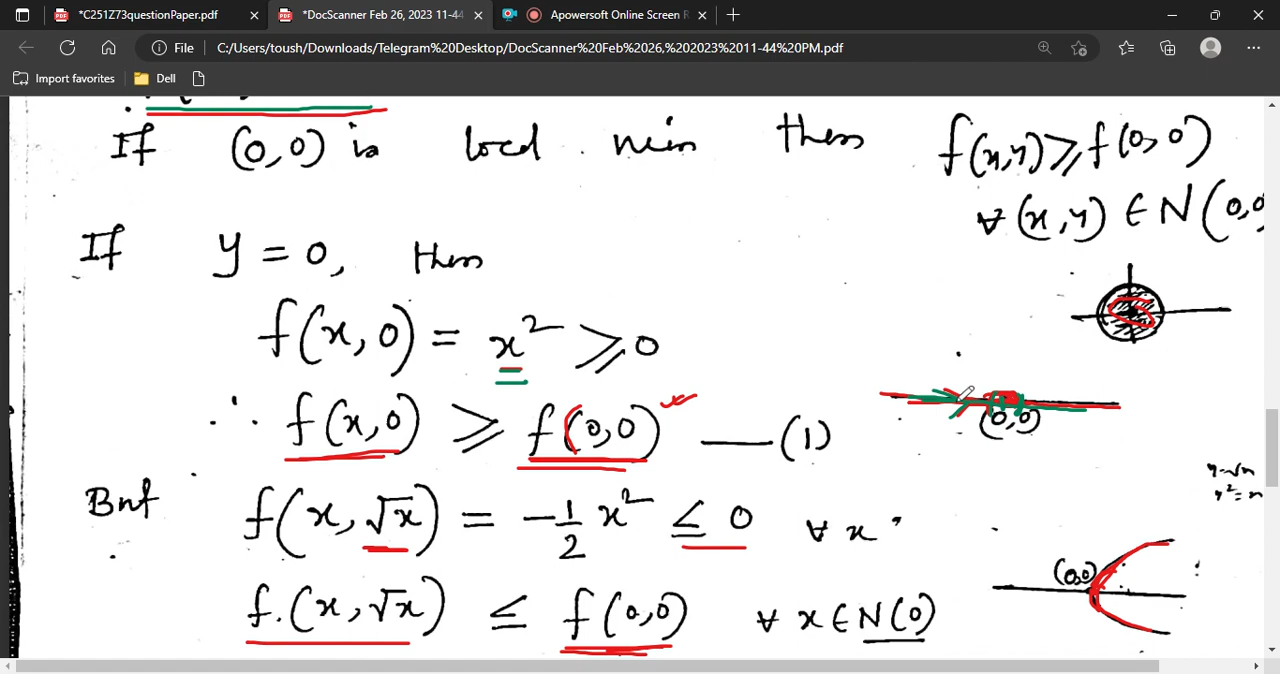 *C251Z73questionPaper.pdf
*DocScanner Feb 26, 2023 11-44
Apowersoft Online Screen R
File
C:/Users/toush/Downloads/Telegram%20Desktop/DocScanner%20Feb%2026,%202023%2011-44%20PM.pdf
Import favorites
Dell
If (0,0) is local min then f(x,y) ≥ f(0,0)
∀ (x,y) ∈ N(0,0
If y = 0, then
f(x,0) = x² ≥ 0
∴ f(x,0) ≥ f(0,0) — (1)
(0,0)
But f(x,√x) = -1/2 x² ≤ 0 ∀ x
y=√x
y²=x
(0,0)
f.(x,√x) ≤ f(0,0) ∀ x ∈ N(0)